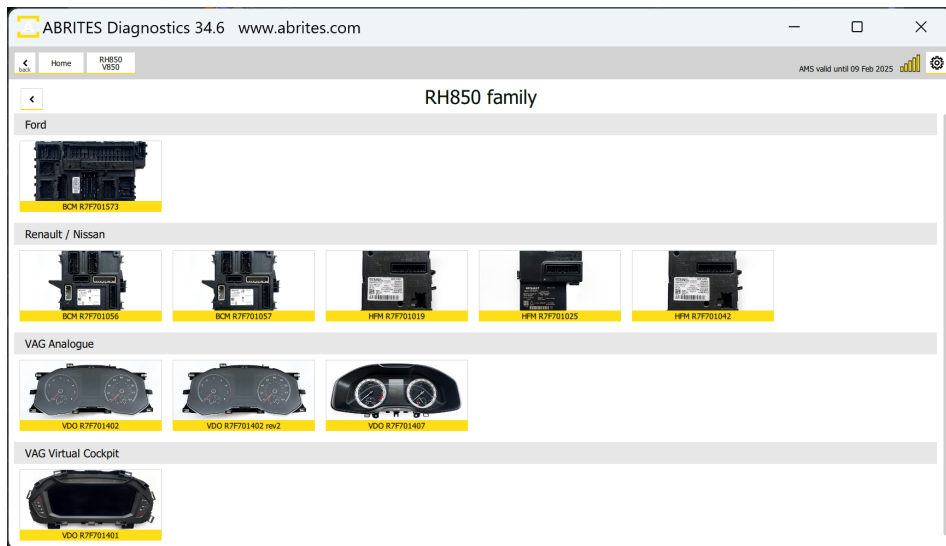 ABRITES Diagnostics 34.6 www.abrites.com
back
Home
RH850
V850
AMS valid until 09 Feb 2025
RH850 family
Ford
BCM R7F701573
Renault / Nissan
BCM R7F701056
BCM R7F701057
HFM R7F701019
HFM R7F701025
HFM R7F701042
VAG Analogue
VDO R7F701402
VDO R7F701402 rev2
VDO R7F701407
VAG Virtual Cockpit
VDO R7F701401